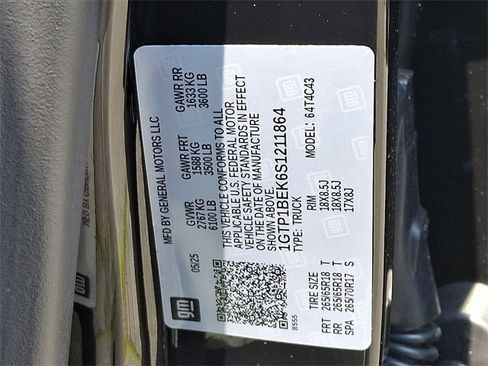 gm
MFD BY GENERAL MOTORS LLC
05/25
GVWR
2767 KG
6100 LB
GAWR FRT
1588 KG
3500 LB
GAWR RR
1633 KG
3600 LB
THIS VEHICLE CONFORMS TO ALL
APPLICABLE U.S. FEDERAL MOTOR
VEHICLE SAFETY STANDARDS IN EFFECT
ON THE DATE OF MANUFACTURE
SHOWN ABOVE.
1GTP1BEK6S1211864
TYPE: TRUCK
MODEL: 64T4C43
8555
TIRE SIZE RIM
FRT 265/65R18 T 18X8.5J
RR 265/65R18 T 18X8.5J
SPA 265/70R17 S 17X8J